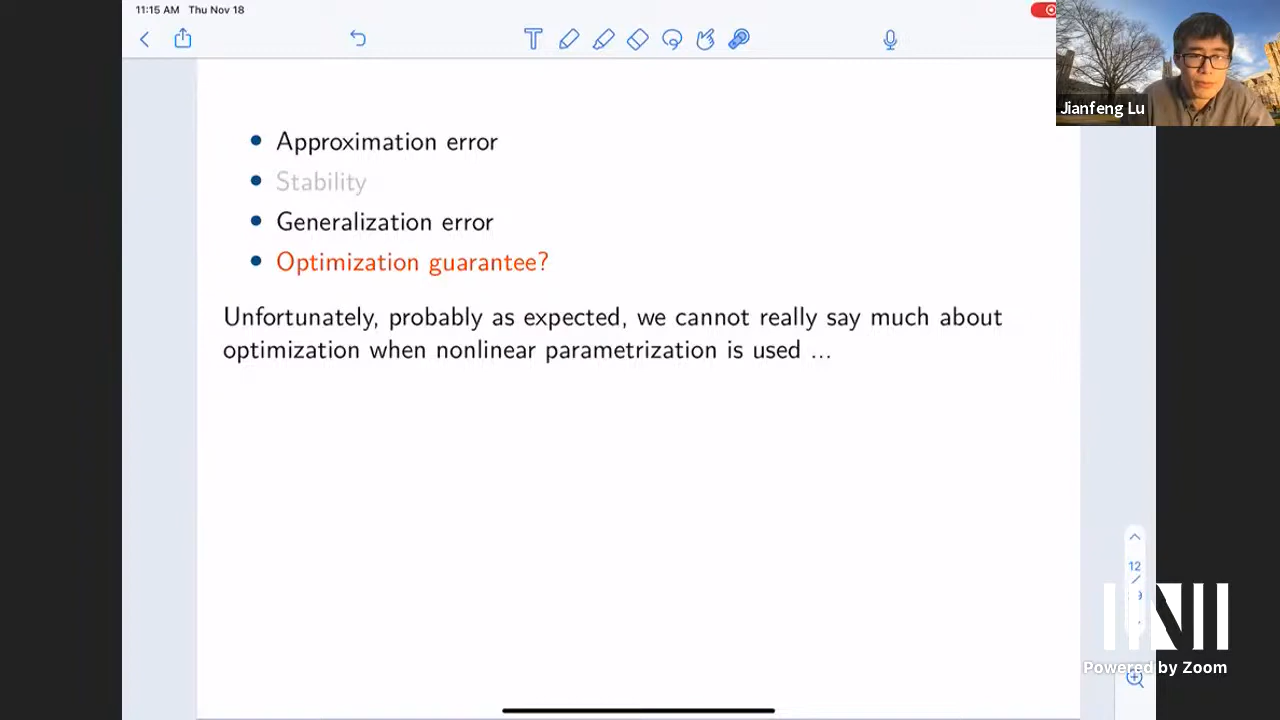 11:15 AM Thu Nov 18
Jianfeng Lu
Approximation error
Stability
Generalization error
Optimization guarantee?
Unfortunately, probably as expected, we cannot really say much about
optimization when nonlinear parametrization is used ...
12
/
9
Powered by Zoom